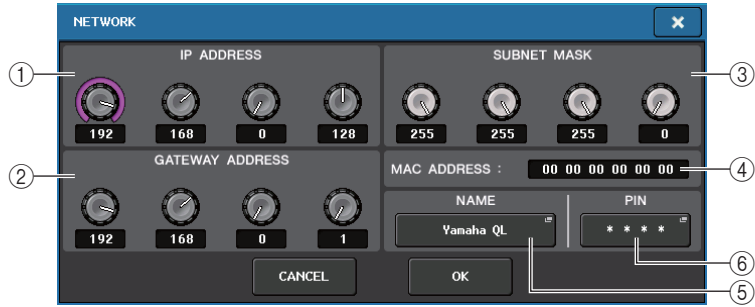 NETWORK
×
IP ADDRESS
SUBNET MASK
① 192 168 0 128
255 255 255 0 ③
GATEWAY ADDRESS
② 192 168 0 1
MAC ADDRESS : 00 00 00 00 00 00 ④
NAME
PIN
Yamaha QL
* * * *
⑥
CANCEL
OK
⑤